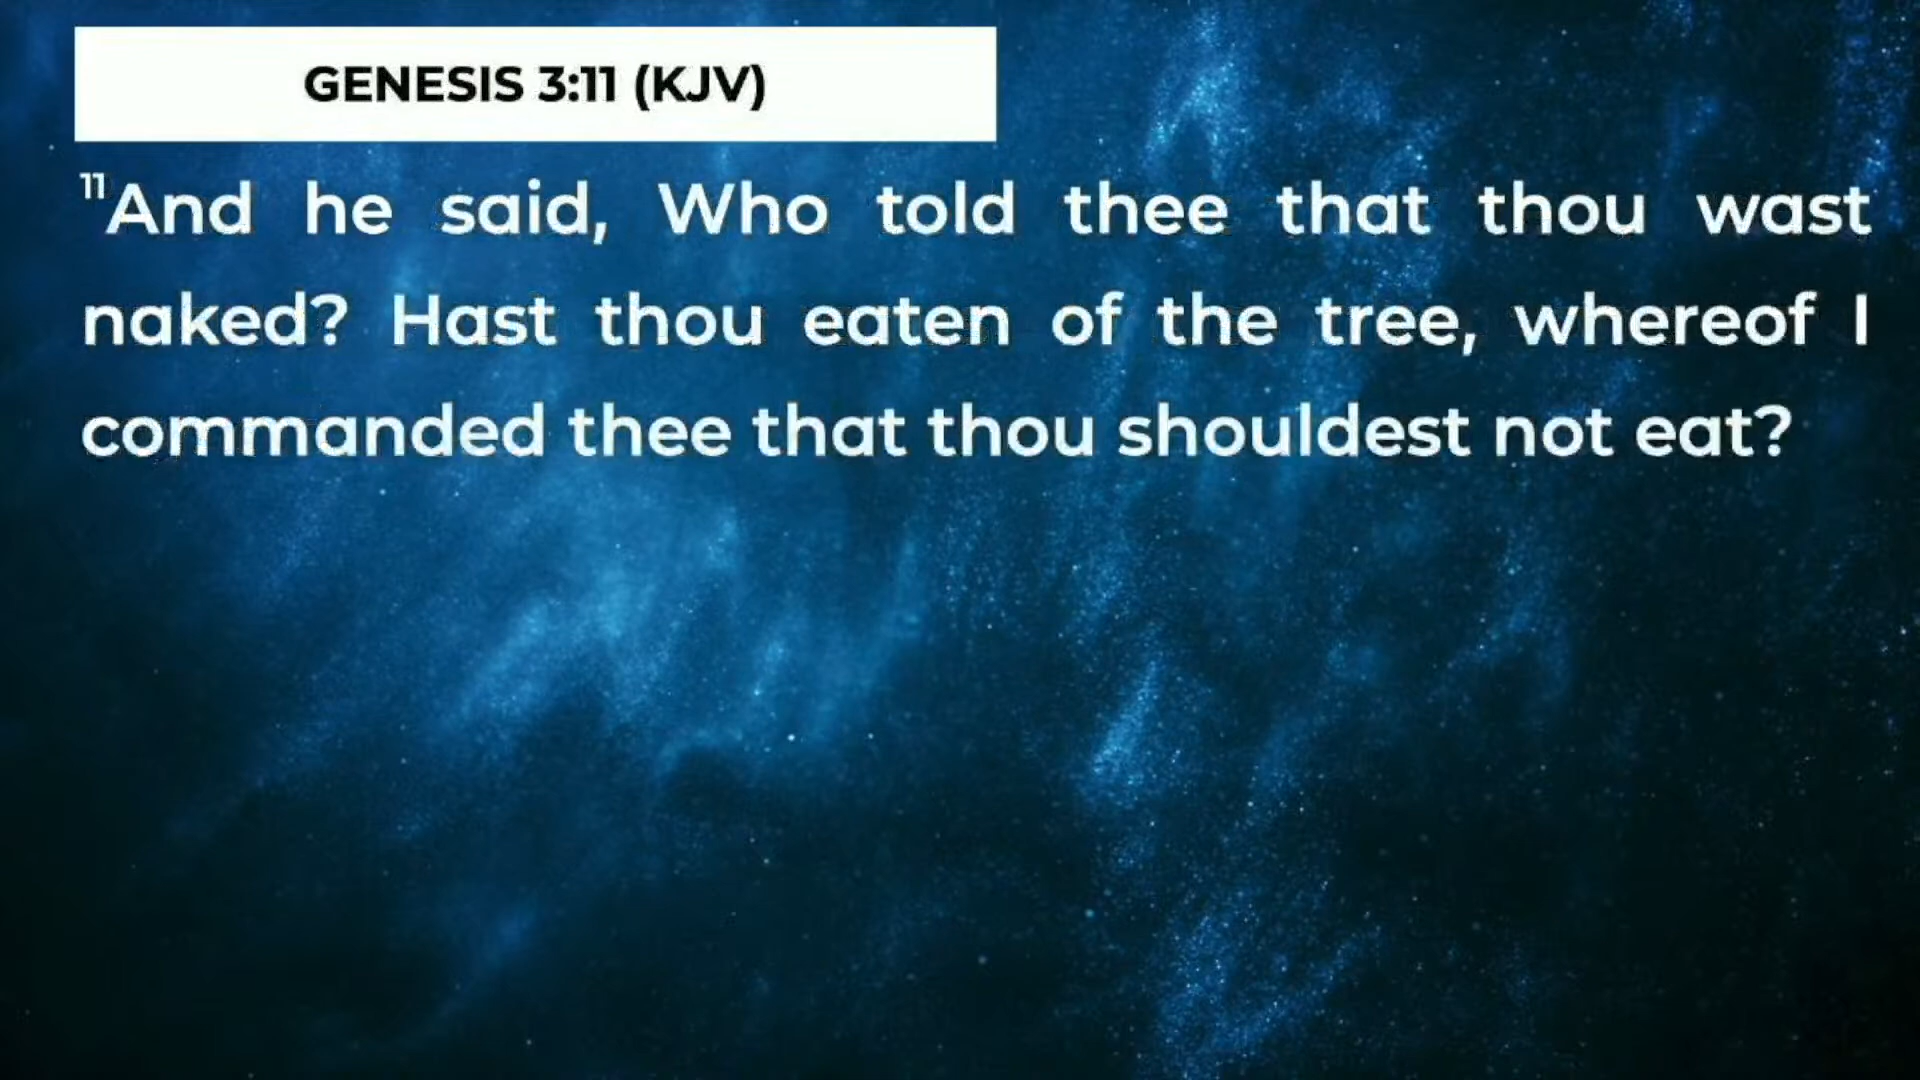 GENESIS 3:11 (KJV)
11And he said, Who told thee that thou wast
naked? Hast thou eaten of the tree, whereof I
commanded thee that thou shouldest not eat?